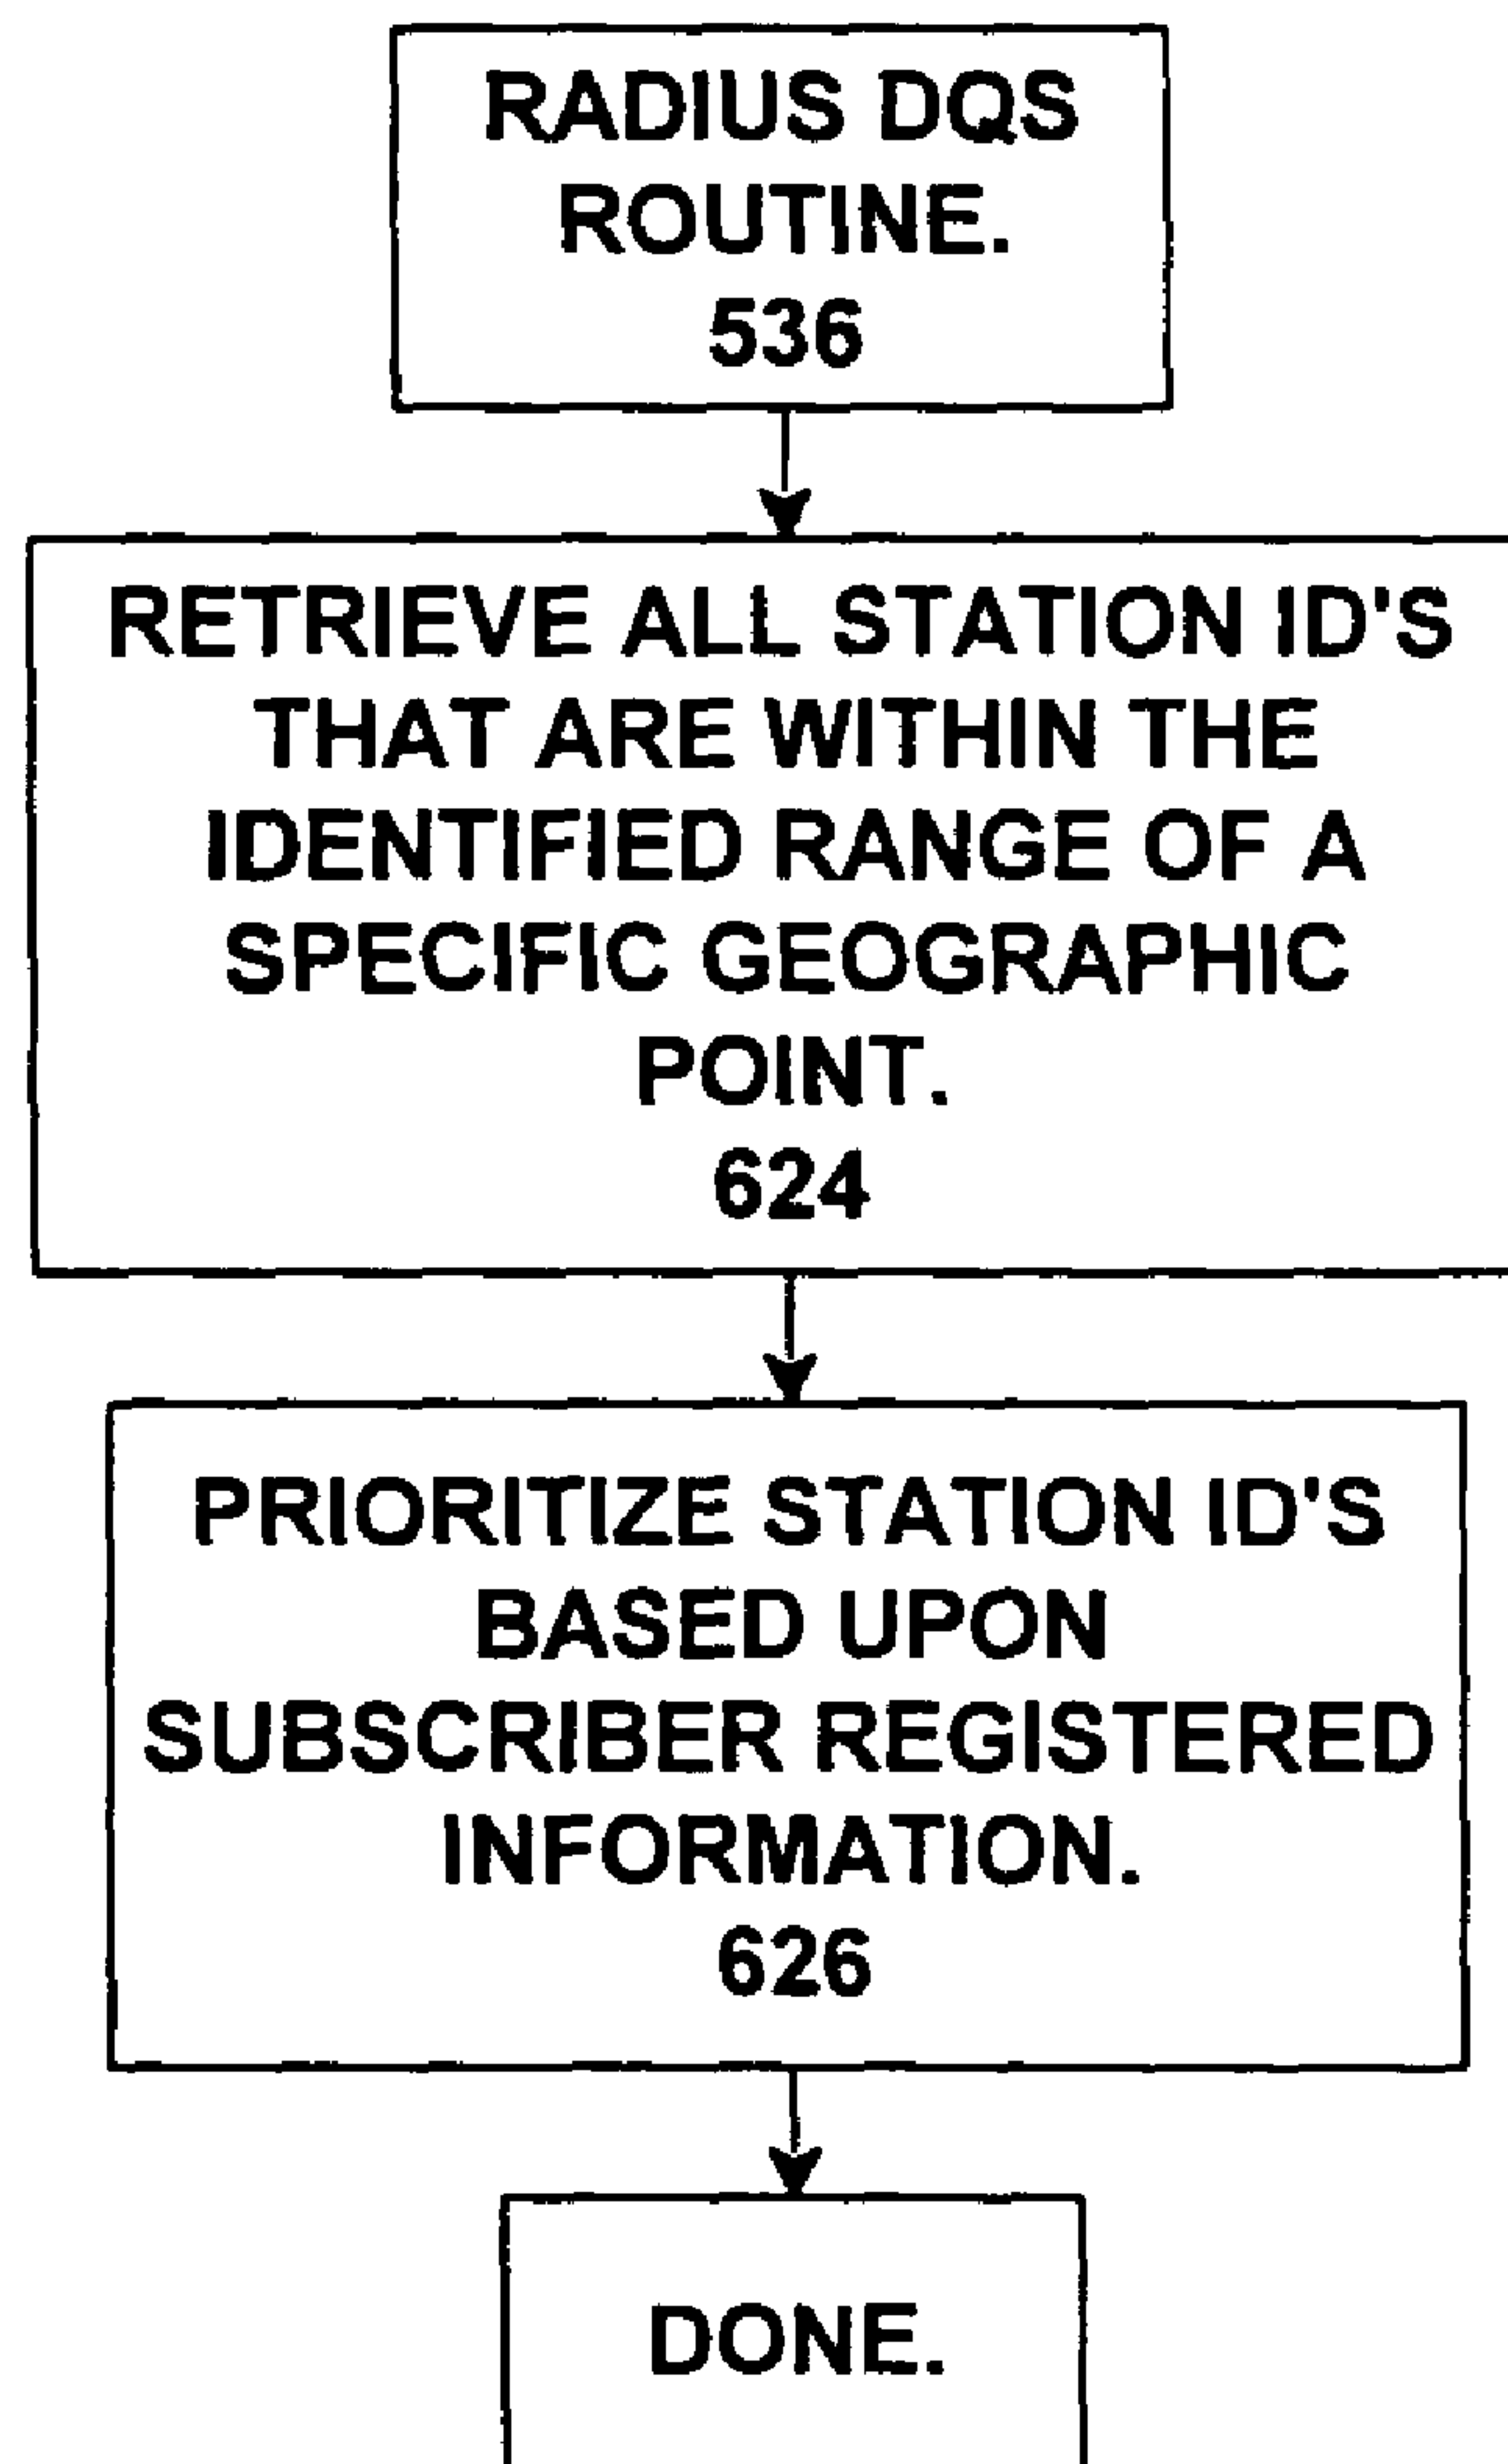 RADIUS DQS
ROUTINE.
536
RETRIEVE ALL STATION ID'S
THAT ARE WITHIN THE
IDENTIFIED RANGE OF A
SPECIFIC GEOGRAPHIC
POINT.
624
PRIORITIZE STATION ID'S
BASED UPON
SUBSCRIBER REGISTERED
INFORMATION.
626
DONE.